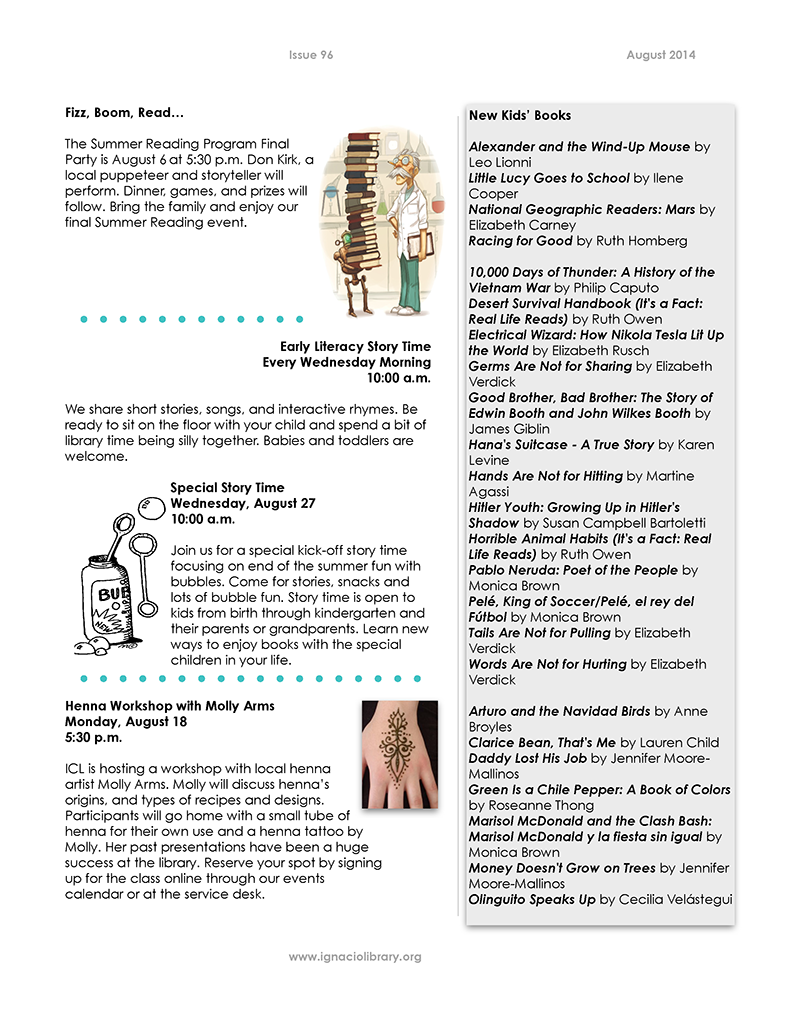 Issue 96
August 2014
Fizz, Boom, Read…
The Summer Reading Program Final
Party is August 6 at 5:30 p.m. Don Kirk, a
local puppeteer and storyteller will
perform. Dinner, games, and prizes will
follow. Bring the family and enjoy our
final Summer Reading event.
Early Literacy Story Time
Every Wednesday Morning
10:00 a.m.
We share short stories, songs, and interactive rhymes. Be
ready to sit on the floor with your child and spend a bit of
library time being silly together. Babies and toddlers are
welcome.
Special Story Time
Wednesday, August 27
10:00 a.m.
Join us for a special kick-off story time
focusing on end of the summer fun with
bubbles. Come for stories, snacks and
lots of bubble fun. Story time is open to
kids from birth through kindergarten and
their parents or grandparents. Learn new
ways to enjoy books with the special
children in your life.
BUB
NEW
Henna Workshop with Molly Arms
Monday, August 18
5:30 p.m.
ICL is hosting a workshop with local henna
artist Molly Arms. Molly will discuss henna's
origins, and types of recipes and designs.
Participants will go home with a small tube of
henna for their own use and a henna tattoo by
Molly. Her past presentations have been a huge
success at the library. Reserve your spot by signing
up for the class online through our events
calendar or at the service desk.
New Kids' Books
Alexander and the Wind-Up Mouse by
Leo Lionni
Little Lucy Goes to School by Ilene
Cooper
National Geographic Readers: Mars by
Elizabeth Carney
Racing for Good by Ruth Homberg
10,000 Days of Thunder: A History of the
Vietnam War by Philip Caputo
Desert Survival Handbook (It's a Fact:
Real Life Reads) by Ruth Owen
Electrical Wizard: How Nikola Tesla Lit Up
the World by Elizabeth Rusch
Germs Are Not for Sharing by Elizabeth
Verdick
Good Brother, Bad Brother: The Story of
Edwin Booth and John Wilkes Booth by
James Giblin
Hana's Suitcase - A True Story by Karen
Levine
Hands Are Not for Hitting by Martine
Agassi
Hitler Youth: Growing Up in Hitler's
Shadow by Susan Campbell Bartoletti
Horrible Animal Habits (It's a Fact: Real
Life Reads) by Ruth Owen
Pablo Neruda: Poet of the People by
Monica Brown
Pelé, King of Soccer/Pelé, el rey del
Fútbol by Monica Brown
Tails Are Not for Pulling by Elizabeth
Verdick
Words Are Not for Hurting by Elizabeth
Verdick
Arturo and the Navidad Birds by Anne
Broyles
Clarice Bean, That's Me by Lauren Child
Daddy Lost His Job by Jennifer Moore-
Mallinos
Green Is a Chile Pepper: A Book of Colors
by Roseanne Thong
Marisol McDonald and the Clash Bash:
Marisol McDonald y la fiesta sin igual by
Monica Brown
Money Doesn't Grow on Trees by Jennifer
Moore-Mallinos
Olinguito Speaks Up by Cecilia Velástegui
www.ignaciolibrary.org